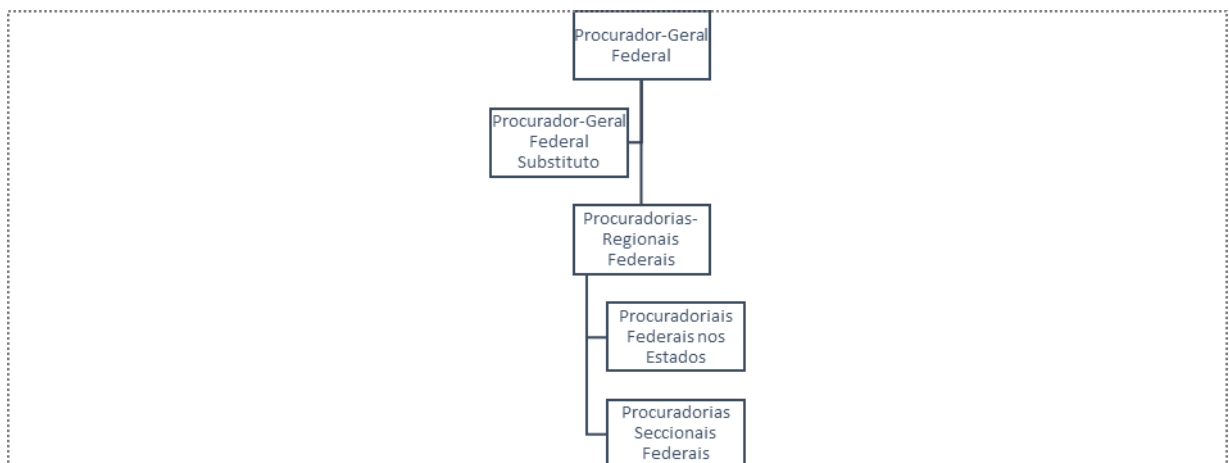 Procurador-Geral
Federal
Procurador-Geral
Federal
Substituto
Procuradorias-
Regionais
Federais
Procuradoriais
Federais nos
Estados
Procuradorias
Seccionais
Federais